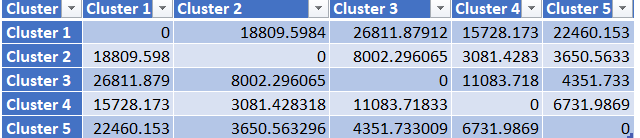 Cluster Cluster 1 Cluster 2 Cluster 3 Cluster 4 Cluster 5
Cluster 1 0 18809.5984 26811.87912 15728.173 22460.153
Cluster 2 18809.598 0 8002.296065 3081.4283 3650.5633
Cluster 3 26811.879 8002.296065 0 11083.718 4351.733
Cluster 4 15728.173 3081.428318 11083.71833 0 6731.9869
Cluster 5 22460.153 3650.563296 4351.733009 6731.9869 0